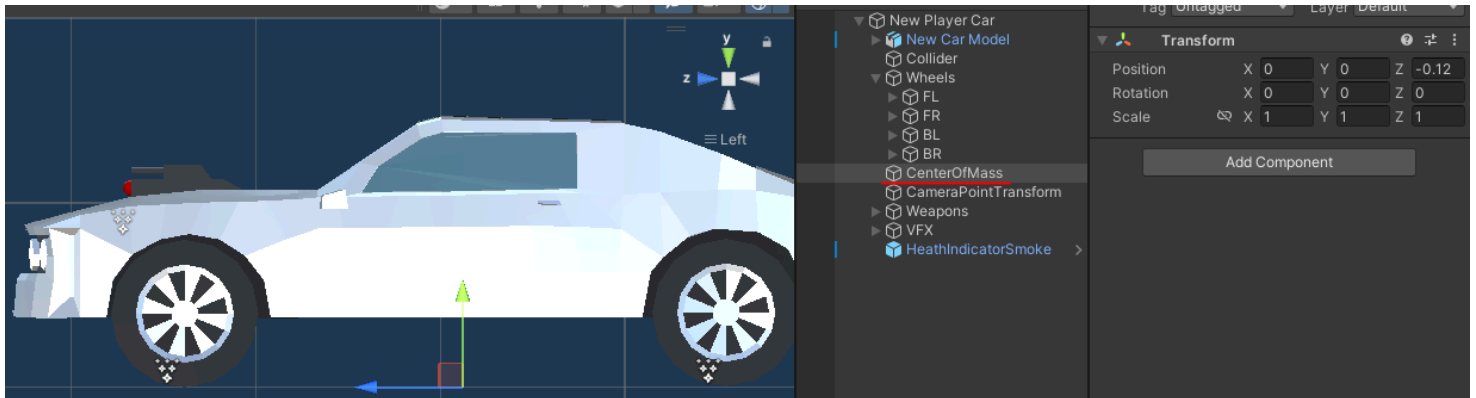 Tag Untagged Layer Default
y
z
Left
New Player Car
New Car Model
Collider
Wheels
FL
FR
BL
BR
CenterOfMass
CameraPointTransform
Weapons
VFX
HeathIndicatorSmoke
Transform
Position X 0 Y 0 Z -0.12
Rotation X 0 Y 0 Z 0
Scale X 1 Y 1 Z 1
Add Component